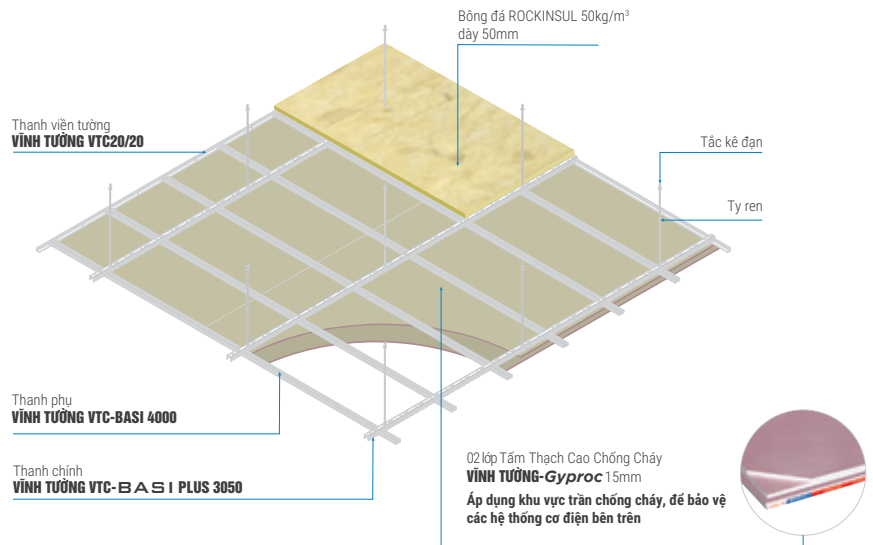 Bông đá ROCKINSUL 50kg/m³
dày 50mm
Thanh viền tường
VĨNH TƯỜNG VTC20/20
Tắc kê đạn
Ty ren
Thanh phụ
VĨNH TƯỜNG VTC-BASI 4000
Thanh chính
VĨNH TƯỜNG VTC-BASI PLUS 3050
02 lớp Tấm Thạch Cao Chống Cháy
VĨNH TƯỜNG-Gyproc 15mm
Áp dụng khu vực trần chống cháy, để bảo vệ
các hệ thống cơ điện bên trên